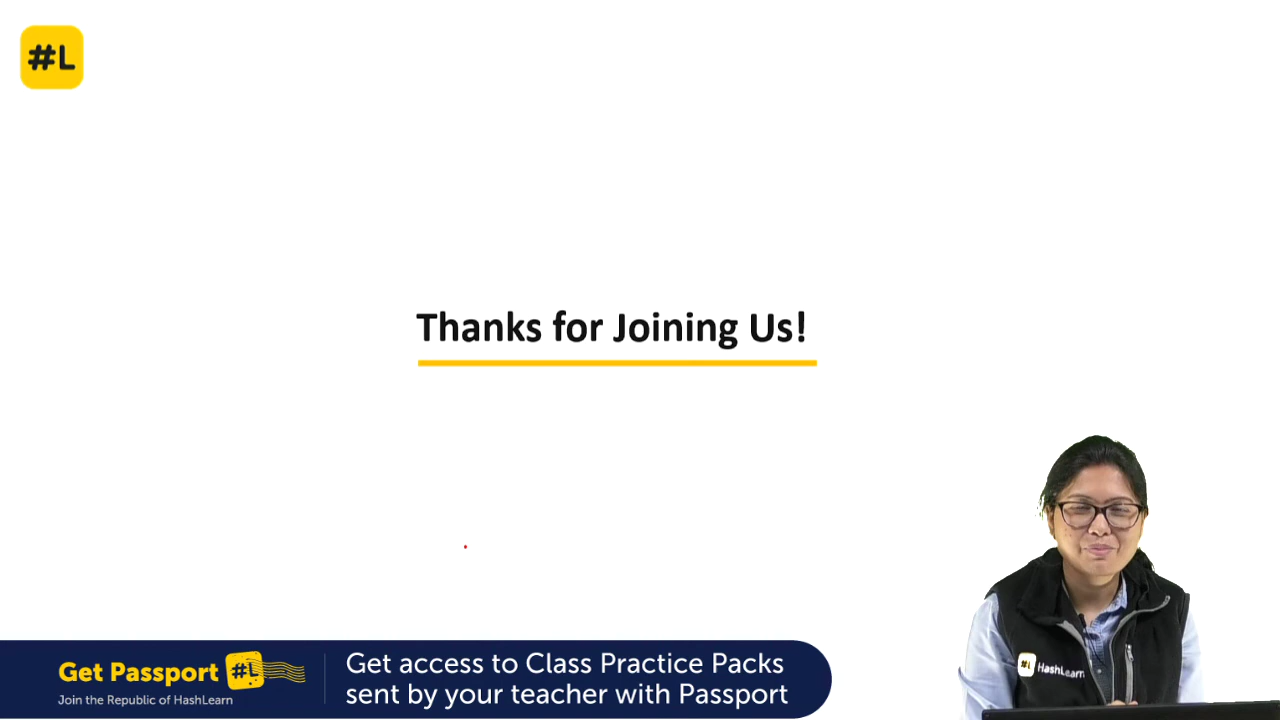 #L
Thanks for Joining Us!
#L HashLearn
Get Passport #L
Join the Republic of HashLearn
Get access to Class Practice Packs
sent by your teacher with Passport